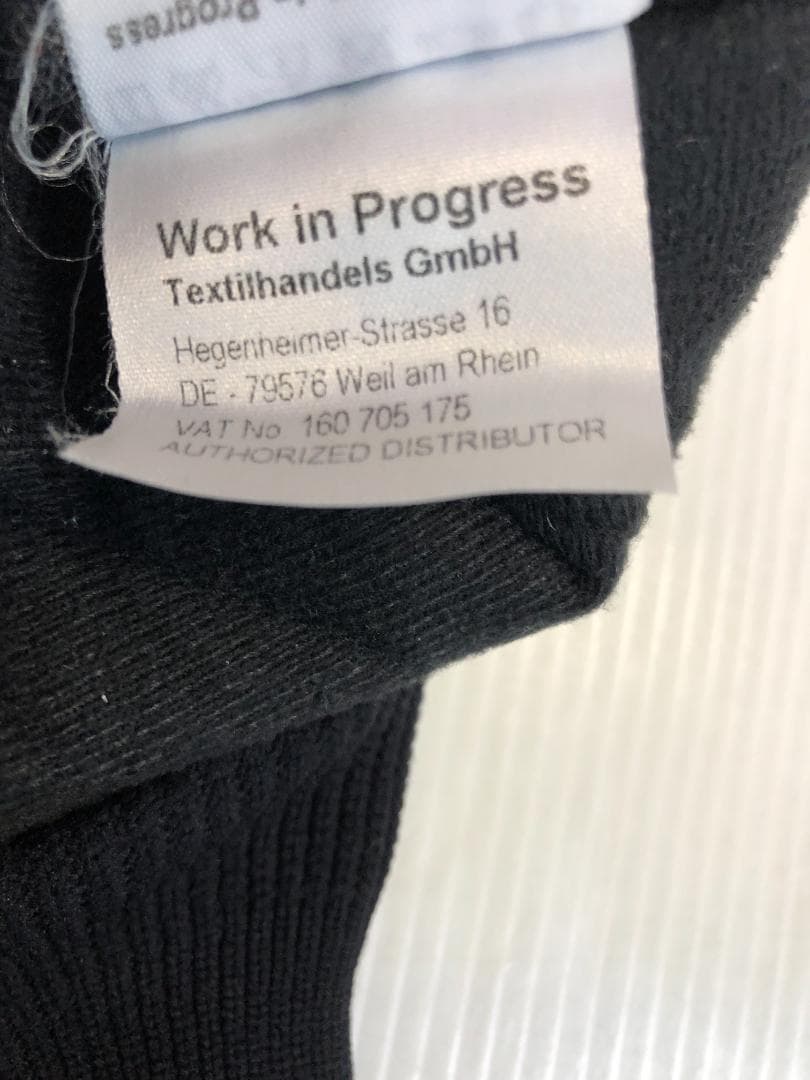 Progress
Work in Progress
Textilhandels GmbH
Hegenheimer-Strasse 16
DE - 79576 Weil am Rhein
VAT No 160 705 175
AUTHORIZED DISTRIBUTOR